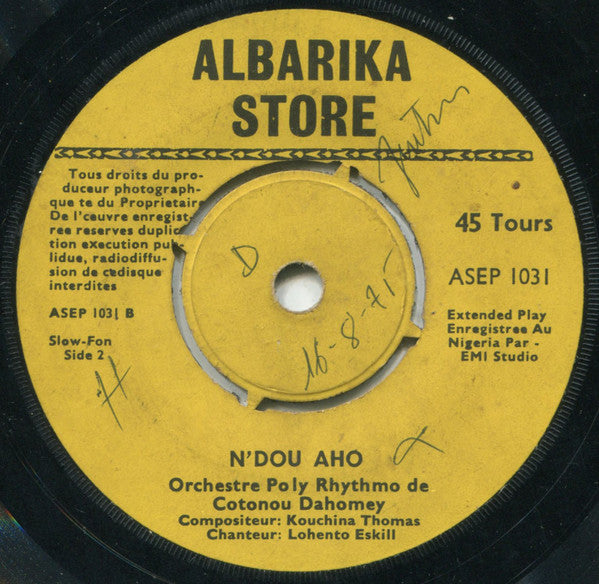 ALBARIKA
STORE
Tous droits du pro-
ducteur photograph-
que te du Proprietaire
De l'cœuvre enregist-
ree reserves duplic-
tion execution pub-
lidue, radiodiffu-
sion de cedisque
interdites
ASEP 1031 B
Slow-Fon
Side 2
45 Tours
ASEP 1031
Extended Play
Enregistree Au
Nigeria Par -
EMI Studio
D
16-8-75
H
N'DOU AHO
Orchestre Poly Rhythmo de
Cotonou Dahomey
Compositeur: Kouchina Thomas
Chanteur: Lohento Eskill